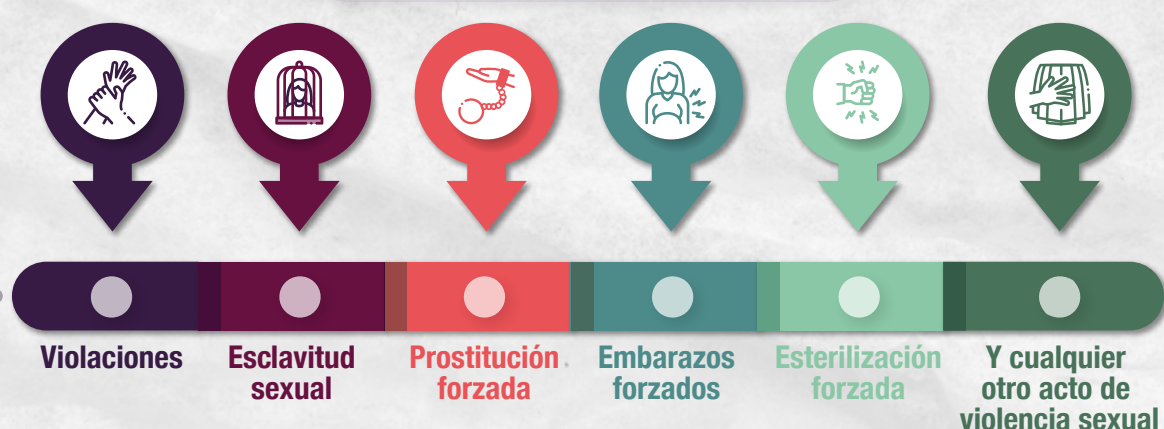 Violaciones
Esclavitud
sexual
Prostitución
forzada
Embarazos
forzados
Esterilización
forzada
Y cualquier
otro acto de
violencia sexual